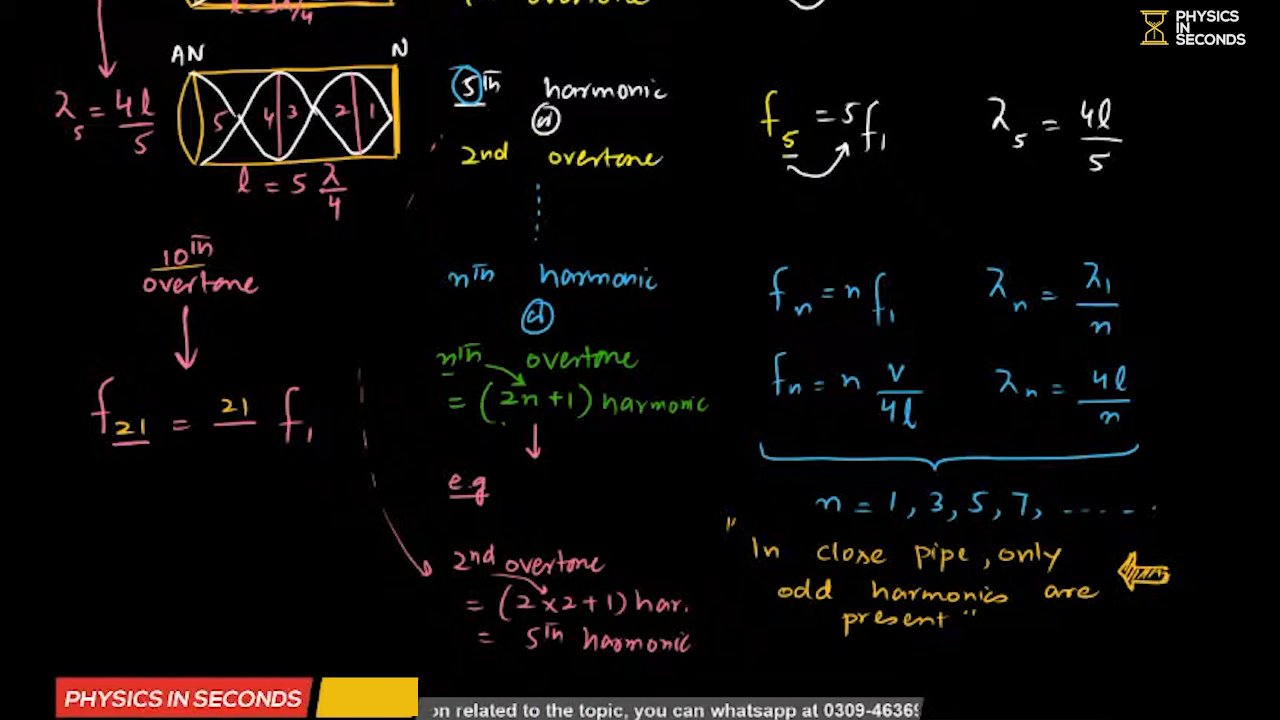 l = 3λ/4
overtone
PHYSICS
IN
SECONDS
AN
N
λ₅ = 4l/5
5 4 3 2 1
l = 5 λ/4
5th harmonic
or
2nd overtone
f₅ = 5f₁
λ₅ = 4l/5
10th
overtone
f₂₁ = 21 f₁
nth harmonic
or
nth overtone
= (2n+1) harmonic
e.g
2nd overtone
= (2×2+1) har.
= 5th harmonic
fₙ = n f₁
λₙ = λ₁/n
fₙ = n v/4l
λₙ = 4l/n
n = 1, 3, 5, 7, ......
"In close pipe, only
odd harmonics are
present"
PHYSICS IN SECONDS
on related to the topic, you can whatsapp at 0309-46369